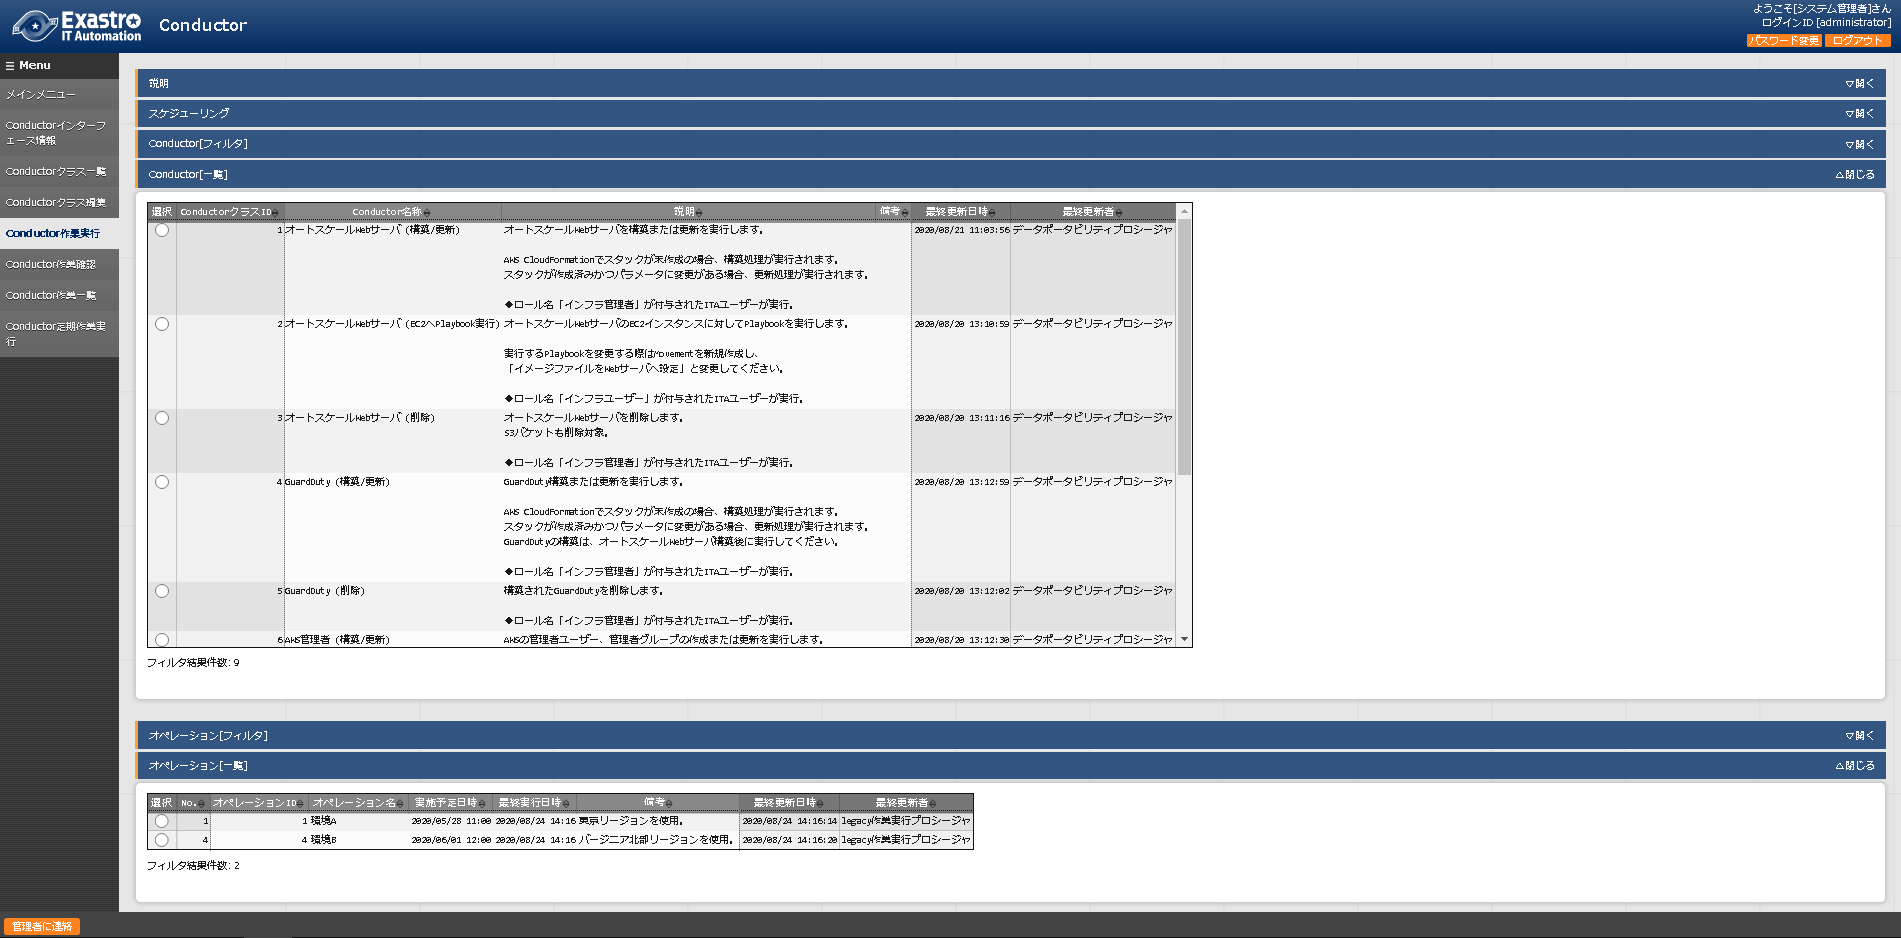 Exastro
IT Automation
Conductor
ようこそ[システム管理者]さん
ログインID [administrator]
パスワード変更 ログアウト
☰ Menu
メインメニュー
Conductorインターフ
ェース情報
Conductorクラス一覧
Conductorクラス編集
Conductor作業実行
Conductor作業確認
Conductor作業一覧
Conductor定期作業実
行
説明 ▽開く
スケジューリング ▽開く
Conductor[フィルタ] ▽開く
Conductor[一覧] △閉じる
選択 ConductorクラスID Conductor名称 説明 備考 最終更新日時 最終更新者
1 オートスケールWebサーバ (構築/更新) オートスケールWebサーバを構築または更新を実行します。 2020/08/21 11:03:56 データポータビリティプロシージャ
AWS CloudFormationでスタックが未作成の場合、構築処理が実行されます。
スタックが作成済みかつパラメータに変更がある場合、更新処理が実行されます。
◆ロール名「インフラ管理者」が付与されたITAユーザーが実行。
2 オートスケールWebサーバ (EC2へPlaybook実行) オートスケールWebサーバのEC2インスタンスに対してPlaybookを実行します。 2020/08/20 13:10:59 データポータビリティプロシージャ
実行するPlaybookを変更する際はMovementを新規作成し、
「イメージファイルをWebサーバへ設定」と変更してください。
◆ロール名「インフラユーザー」が付与されたITAユーザーが実行。
3 オートスケールWebサーバ (削除) オートスケールWebサーバを削除します。 2020/08/20 13:11:16 データポータビリティプロシージャ
S3バケットも削除対象。
◆ロール名「インフラ管理者」が付与されたITAユーザーが実行。
4 GuardDuty (構築/更新) GuardDuty構築または更新を実行します。 2020/08/20 13:12:59 データポータビリティプロシージャ
AWS CloudFormationでスタックが未作成の場合、構築処理が実行されます。
スタックが作成済みかつパラメータに変更がある場合、更新処理が実行されます。
GuardDutyの構築は、オートスケールWebサーバ構築後に実行してください。
◆ロール名「インフラ管理者」が付与されたITAユーザーが実行。
5 GuardDuty (削除) 構築されたGuardDutyを削除します。 2020/08/20 13:12:02 データポータビリティプロシージャ
◆ロール名「インフラ管理者」が付与されたITAユーザーが実行。
6 AWS管理者 (構築/更新) AWSの管理者ユーザー、管理者グループの作成または更新を実行します。 2020/08/20 13:12:30 データポータビリティプロシージャ
フィルタ結果件数: 9
オペレーション[フィルタ] ▽開く
オペレーション[一覧] △閉じる
選択 No. オペレーションID オペレーション名 実施予定日時 最終実行日時 備考 最終更新日時 最終更新者
1 1 環境A 2020/05/28 11:00 2020/08/24 14:16 東京リージョンを使用。 2020/08/24 14:16:14 legacy作業実行プロシージャ
4 4 環境B 2020/06/01 12:00 2020/08/24 14:16 バージニア北部リージョンを使用。 2020/08/24 14:16:20 legacy作業実行プロシージャ
フィルタ結果件数: 2
管理者に連絡